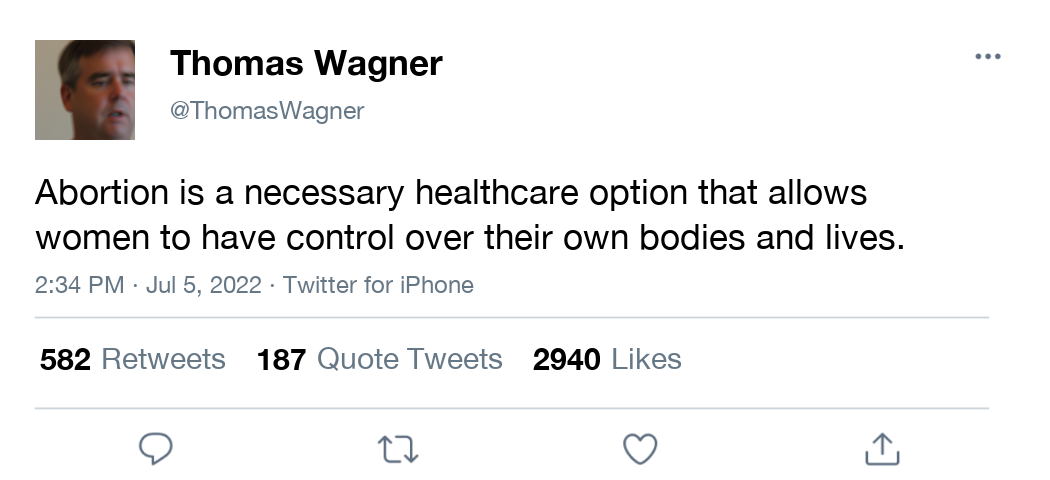 Thomas Wagner
@ThomasWagner
Abortion is a necessary healthcare option that allows
women to have control over their own bodies and lives.
2:34 PM · Jul 5, 2022 · Twitter for iPhone
582 Retweets 187 Quote Tweets 2940 Likes